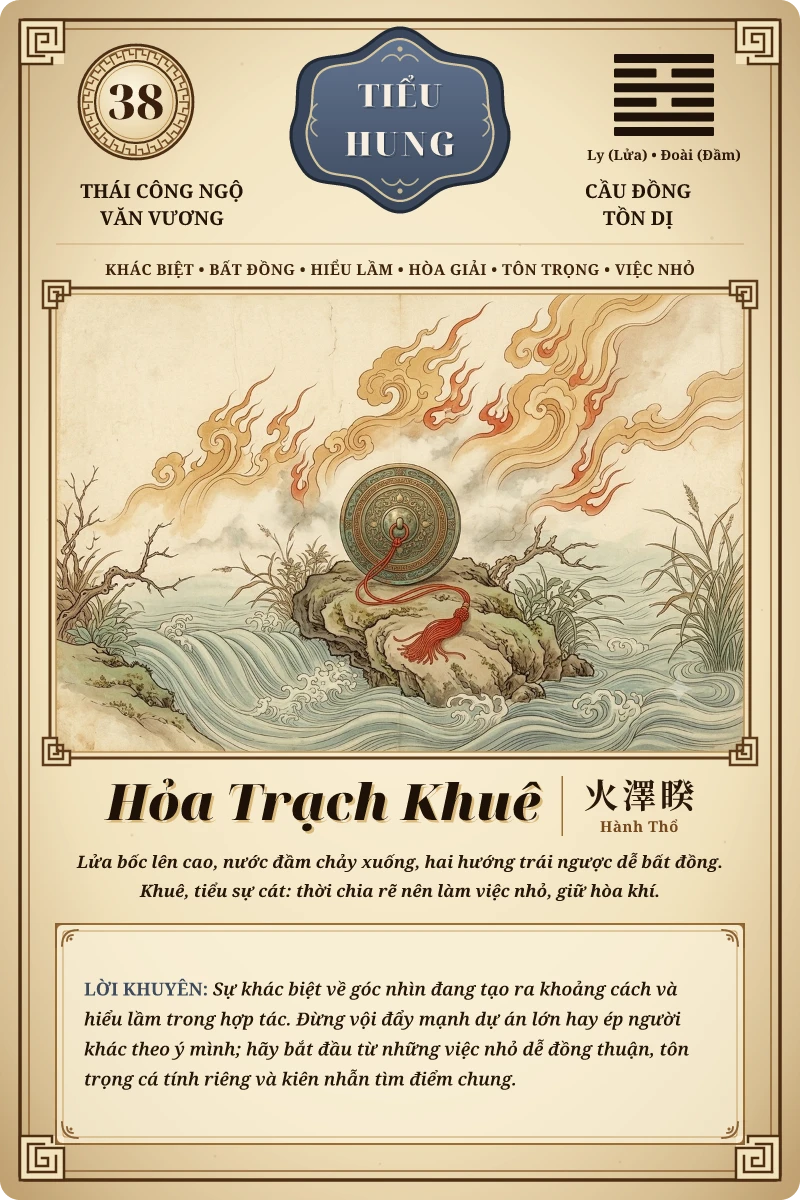 38
TIỂU
HUNG
Ly (Lửa) • Đoài (Đầm)
THÁI CÔNG NGỘ
VĂN VƯƠNG
CẦU ĐỒNG
TỒN DỊ
KHÁC BIỆT • BẤT ĐỒNG • HIỂU LẦM • HÒA GIẢI • TÔN TRỌNG • VIỆC NHỎ
Hỏa Trạch Khuê
火澤睽
Hành Thổ
Lửa bốc lên cao, nước đầm chảy xuống, hai hướng trái ngược dễ bất đồng.
Khuê, tiểu sự cát: thời chia rẽ nên làm việc nhỏ, giữ hòa khí.
LỜI KHUYÊN: Sự khác biệt về góc nhìn đang tạo ra khoảng cách và
hiểu lầm trong hợp tác. Đừng vội đẩy mạnh dự án lớn hay ép người
khác theo ý mình; hãy bắt đầu từ những việc nhỏ dễ đồng thuận, tôn
trọng cá tính riêng và kiên nhẫn tìm điểm chung.